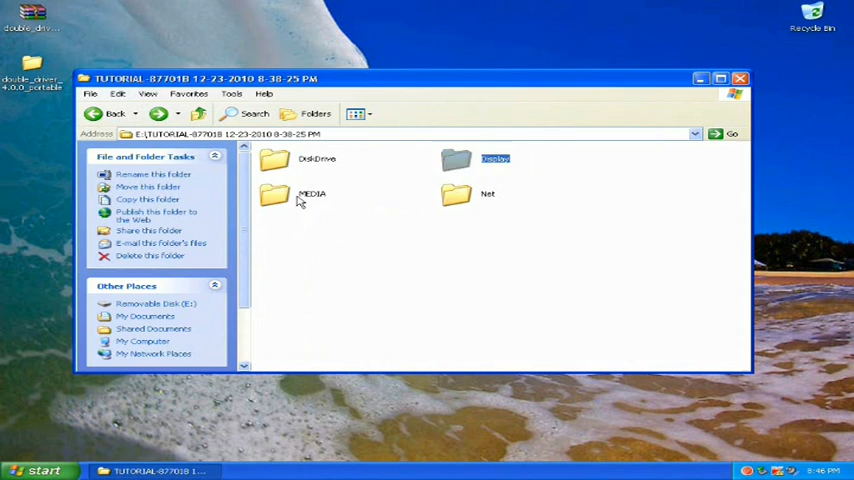 double_driv...
double_driver_
4.0.0_portable
Recycle Bin
TUTORIAL-87701B 12-23-2010 8-38-25 PM
File Edit View Favorites Tools Help
Back Search Folders
Address E:\TUTORIAL-87701B 12-23-2010 8-38-25 PM Go
File and Folder Tasks
Rename this folder
Move this folder
Copy this folder
Publish this folder to
the Web
Share this folder
E-mail this folder's files
Delete this folder
Other Places
Removable Disk (E:)
My Documents
Shared Documents
My Computer
My Network Places
DiskDrive
Display
MEDIA
Net
start
TUTORIAL-87701B 1...
8:46 PM